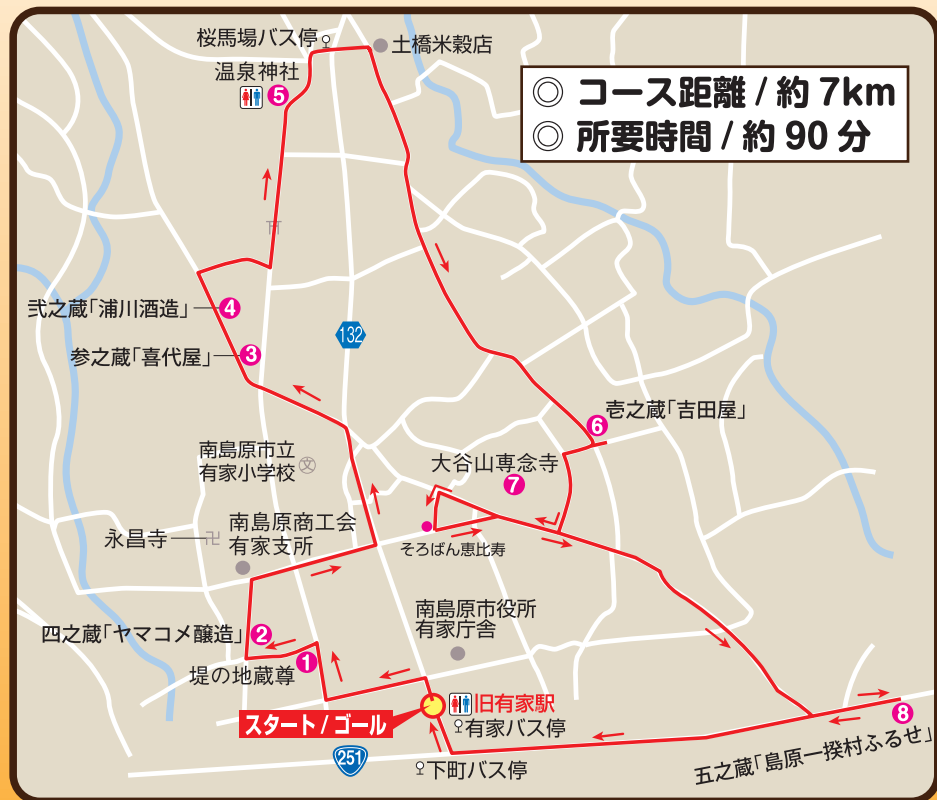 桜馬場バス停
土橋米穀店
温泉神社
5
◎ コース距離 / 約 7km
◎ 所要時間 / 約 90 分
弐之蔵「浦川酒造」
4
参之蔵「喜代屋」
3
132
6
壱之蔵「吉田屋」
南島原市立
有家小学校
文
大谷山専念寺
7
永昌寺
卍
南島原商工会
有家支所
そろばん恵比寿
四之蔵「ヤマコメ醸造」
2
堤の地蔵尊
1
南島原市役所
有家庁舎
スタート / ゴール
旧有家駅
有家バス停
251
下町バス停
8
五之蔵「島原一揆村ふるせ」